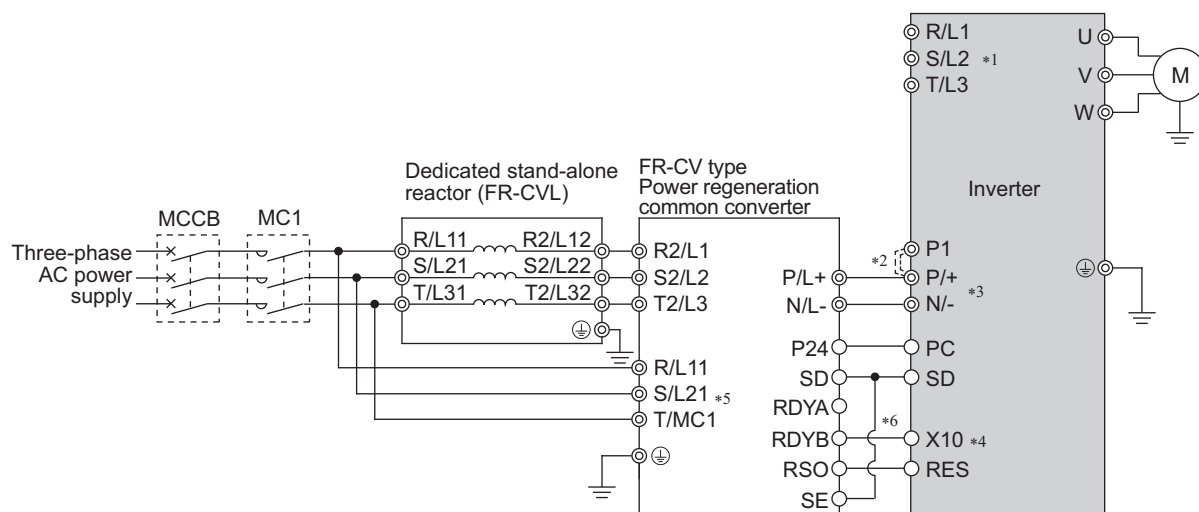 R/L1
S/L2 *1
T/L3
U
V
W
M
Dedicated stand-alone
reactor (FR-CVL)
FR-CV type
Power regeneration
common converter
Inverter
MCCB
MC1
Three-phase
AC power
supply
R/L11
R2/L12
S/L21
S2/L22
T/L31
T2/L32
R2/L1
S2/L2
T2/L3
P/L+
N/L-
P1
*2
P/+
*3
N/-
P24
PC
SD
SD
R/L11
S/L21 *5
T/MC1
RDYA
*6
RDYB
X10 *4
RSO
RES
SE